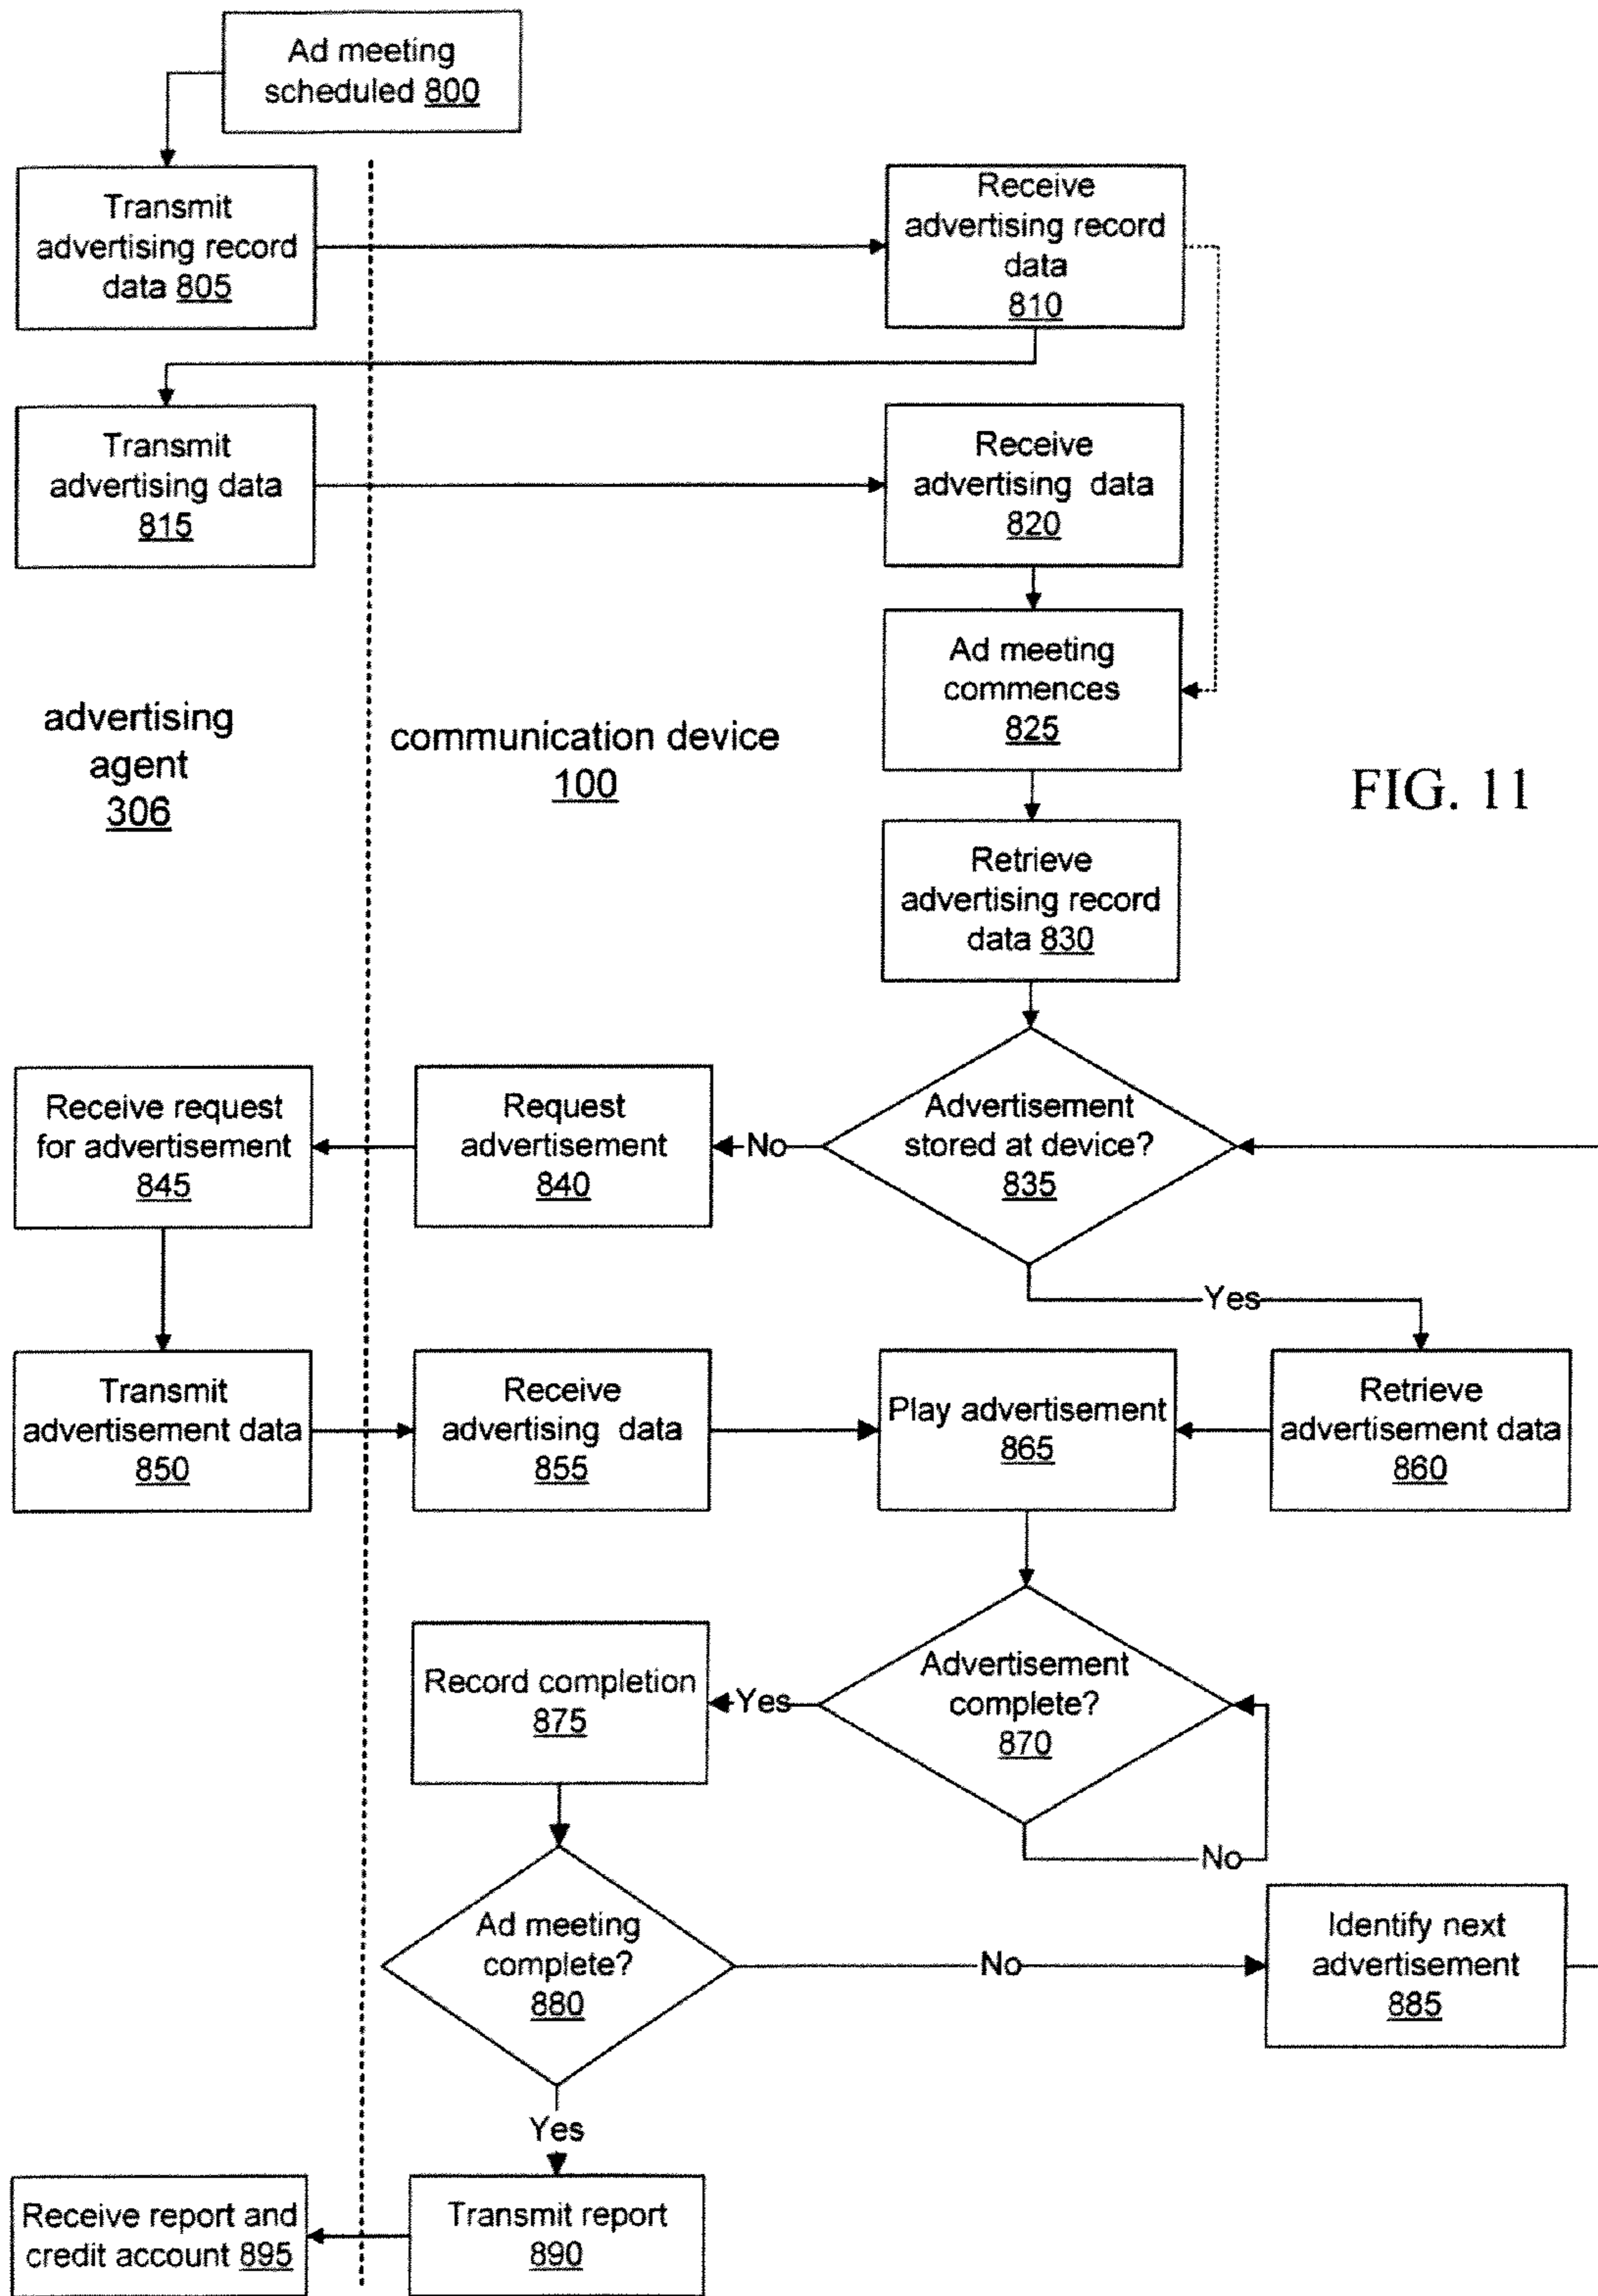 Ad meeting
scheduled 800
Transmit
advertising record
data 805
Receive
advertising record
data
810
Transmit
advertising data
815
Receive
advertising data
820
Ad meeting
commences
825
advertising
agent
306
communication device
100
FIG. 11
Retrieve
advertising record
data 830
Receive request
for advertisement
845
Request
advertisement
840
No
Advertisement
stored at device?
835
Yes
Transmit
advertisement data
850
Receive
advertising data
855
Play advertisement
865
Retrieve
advertisement data
860
Record completion
875
Yes
Advertisement
complete?
870
No
Ad meeting
complete?
880
No
Identify next
advertisement
885
Yes
Receive report and
credit account 895
Transmit report
890